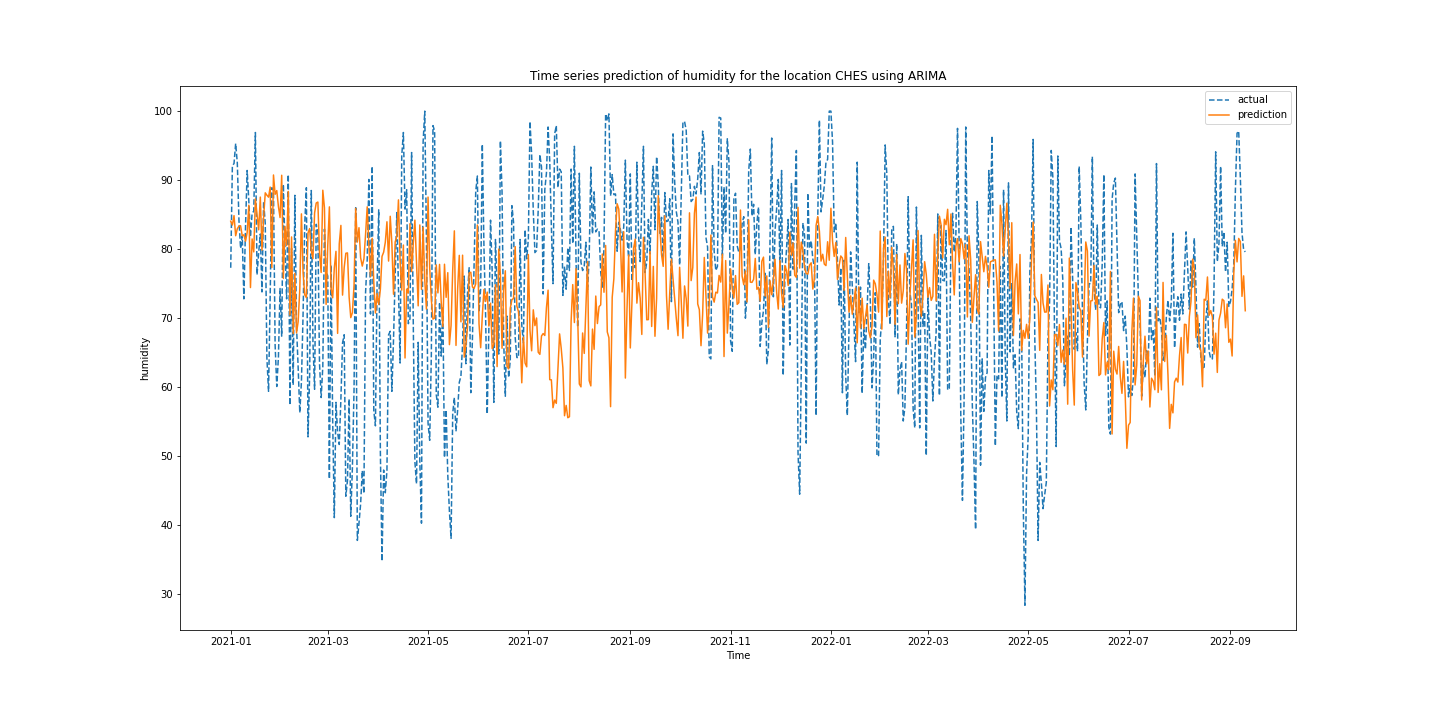 Time series prediction of humidity for the location CHES using ARIMA
actual
prediction
100
90
80
70
60
50
40
30
humidity
2021-01 2021-03 2021-05 2021-07 2021-09 2021-11 2022-01 2022-03 2022-05 2022-07 2022-09
Time